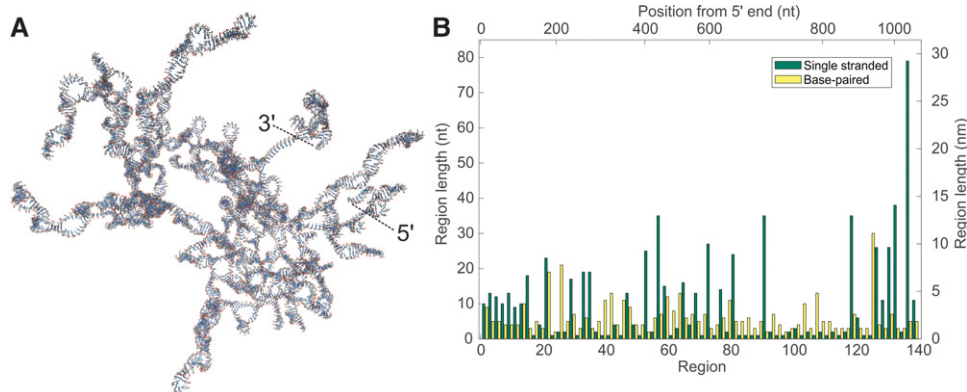 A
3'
5'
B
Position from 5' end (nt)
0 200 400 600 800 1000
80 70 60 50 40 30 20 10 0
Region length (nt)
Single stranded
Base-paired
30 25 20 15 10 5 0
Region length (nm)
0 20 40 60 80 100 120 140
Region